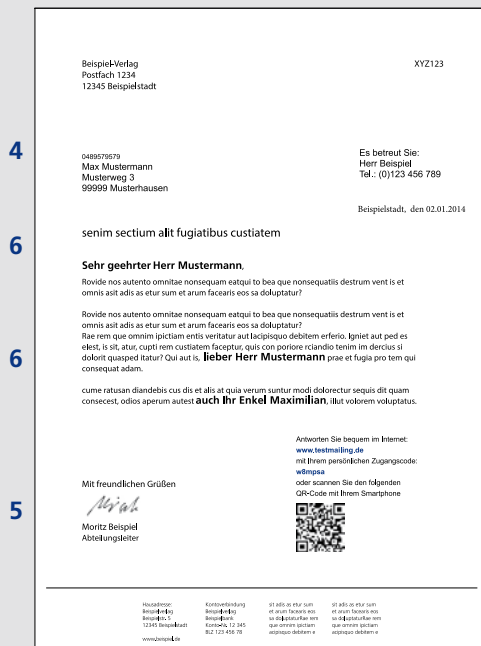 Beispiel-Verlag
Postfach 1234
12345 Beispielstadt
XYZ123
4
0489579579
Max Mustermann
Musterweg 3
99999 Musterhausen
Es betreut Sie:
Herr Beispiel
Tel.: (0)123 456 789
Beispielstadt, den 02.01.2014
6
senim sectium alit fugiatibus custiatem
Sehr geehrter Herr Mustermann,
Rovide nos autento omnitae nonsequam eatqui to bea que nonsequatiis destrum vent is et
omnis asit adis as etur sum et arum facearis eos sa doluptatur?
Rovide nos autento omnitae nonsequam eatqui to bea que nonsequatiis destrum vent is et
omnis asit adis as etur sum et arum facearis eos sa doluptatur?
Rae rem que omnim ipictiam entis veritatur aut lacipisquo debitem erferio. Igniet aut ped es
elest, is sit, atur, cupti rem custiatem faceptur, quis con poriore rciandio tenim im dercius si
6
dolorit quasped itatur? Qui aut is, lieber Herr Mustermann prae et fugia pro tem qui
consequat adam.
cume ratusan diandebis cus dis et alis at quia verum suntur modi dolorectur sequis dit quam
consecest, odios aperum autest auch Ihr Enkel Maximilian, illut volorem voluptatus.
Antworten Sie bequem im Internet:
www.testmailing.de
mit Ihrem persönlichen Zugangscode:
w8mpsa
oder scannen Sie den folgenden
QR-Code mit Ihrem Smartphone
Mit freundlichen Grüßen
5
Moritz Beispiel
Abteilungsleiter
Hausadresse:
Beispielverlag
Beispielstr. 5
12345 Beispielstadt
www.beispiel.de
Kontoverbindung
Beispielverlag
Beispielbank
Konto-Nr. 12 345
BLZ 123 456 78
sit adis as etur sum
et arum facearis eos
sa doluptaturRae rem
que omnim ipictiam
acipisquo debitem e
sit adis as etur sum
et arum facearis eos
sa doluptaturRae rem
que omnim ipictiam
acipisquo debitem e